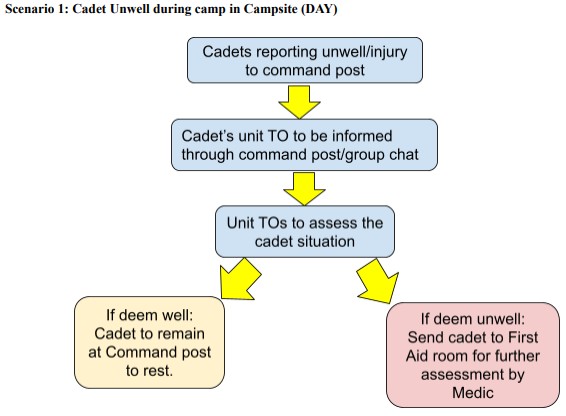 Scenario 1: Cadet Unwell during camp in Campsite (DAY)
Cadets reporting unwell/injury
to command post
Cadet's unit TO to be informed
through command post/group chat
Unit TOs to assess the
cadet situation
If deem well:
Cadet to remain
at Command post
to rest.
If deem unwell:
Send cadet to First
Aid room for further
assessment by
Medic